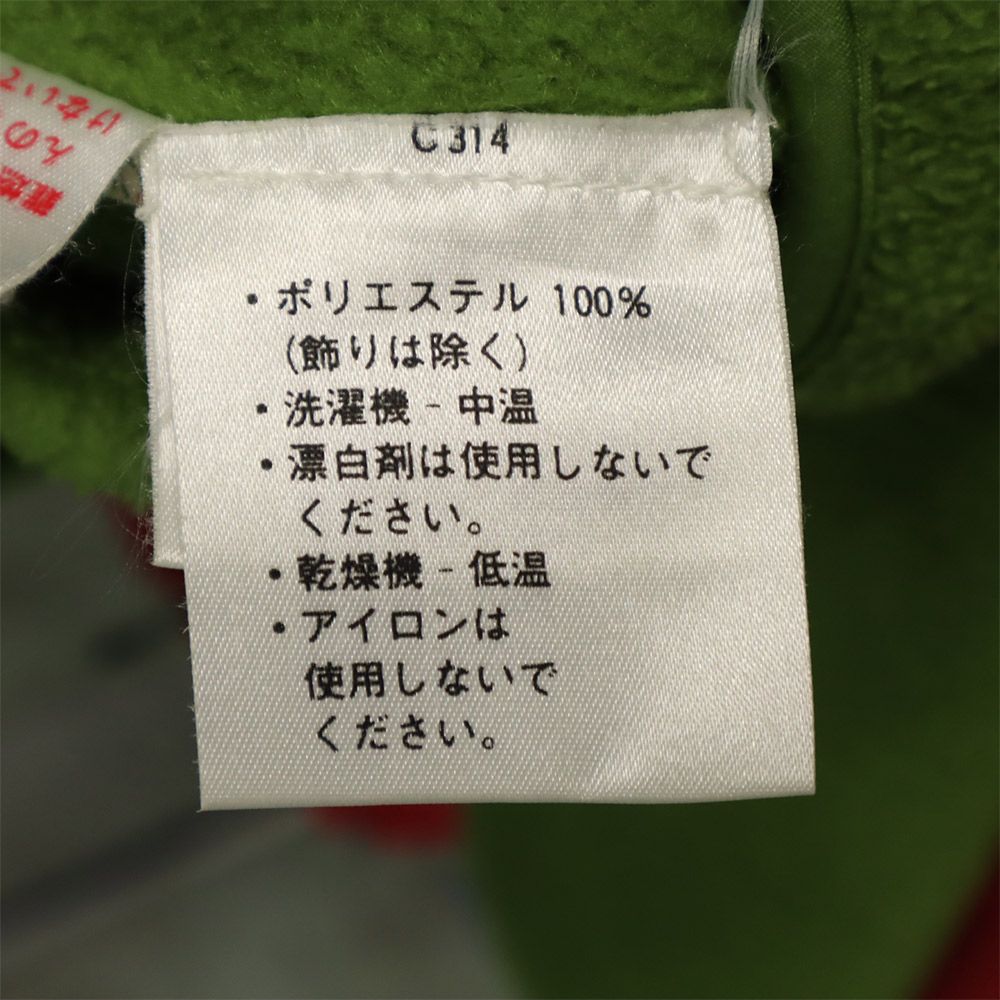 C 314
・ポリエステル 100%
(飾りは除く)
・洗濯機 - 中温
・漂白剤は使用しないで
ください。
・乾燥機 - 低温
・アイロンは
使用しないで
ください。